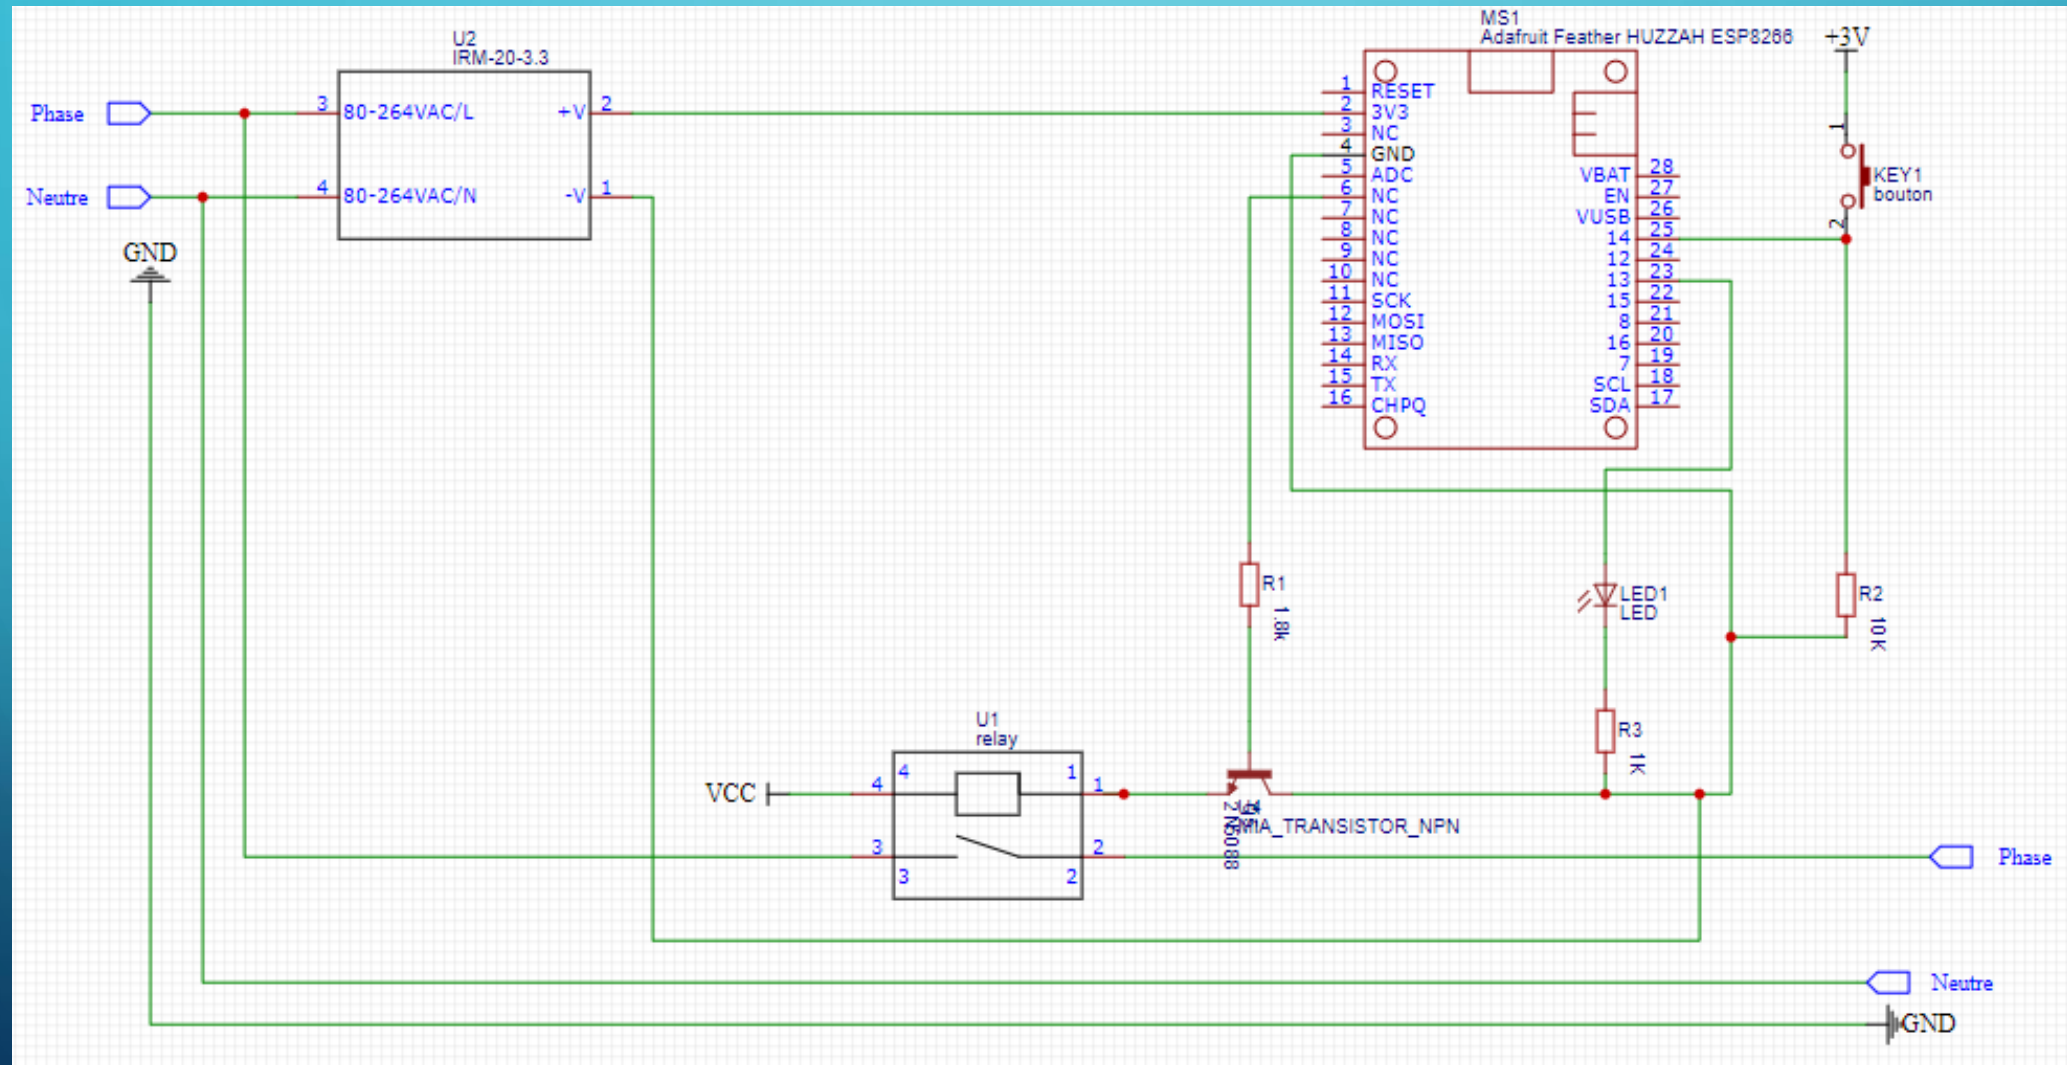 U2
IRM-20-3.3
Phase
3
80-264VAC/L
+V
2
Neutre
4
80-264VAC/N
-V
1
GND
MS1
Adafruit Feather HUZZAH ESP8266
1
RESET
2
3V3
3
NC
4
GND
5
ADC
6
NC
7
NC
8
NC
9
NC
10
NC
11
SCK
12
MOSI
13
MISO
14
RX
15
TX
16
CHPQ
VBAT
28
EN
27
VUSB
26
14
25
12
24
13
23
15
22
8
21
16
20
7
19
SCL
18
SDA
17
+3V
1
KEY1
bouton
2
R1
1.8k
LED1
LED
R2
10K
R3
1K
U1
relay
VCC
4
4
1
1
3
2
3
2
2N5088
MIA_TRANSISTOR_NPN
Phase
Neutre
GND